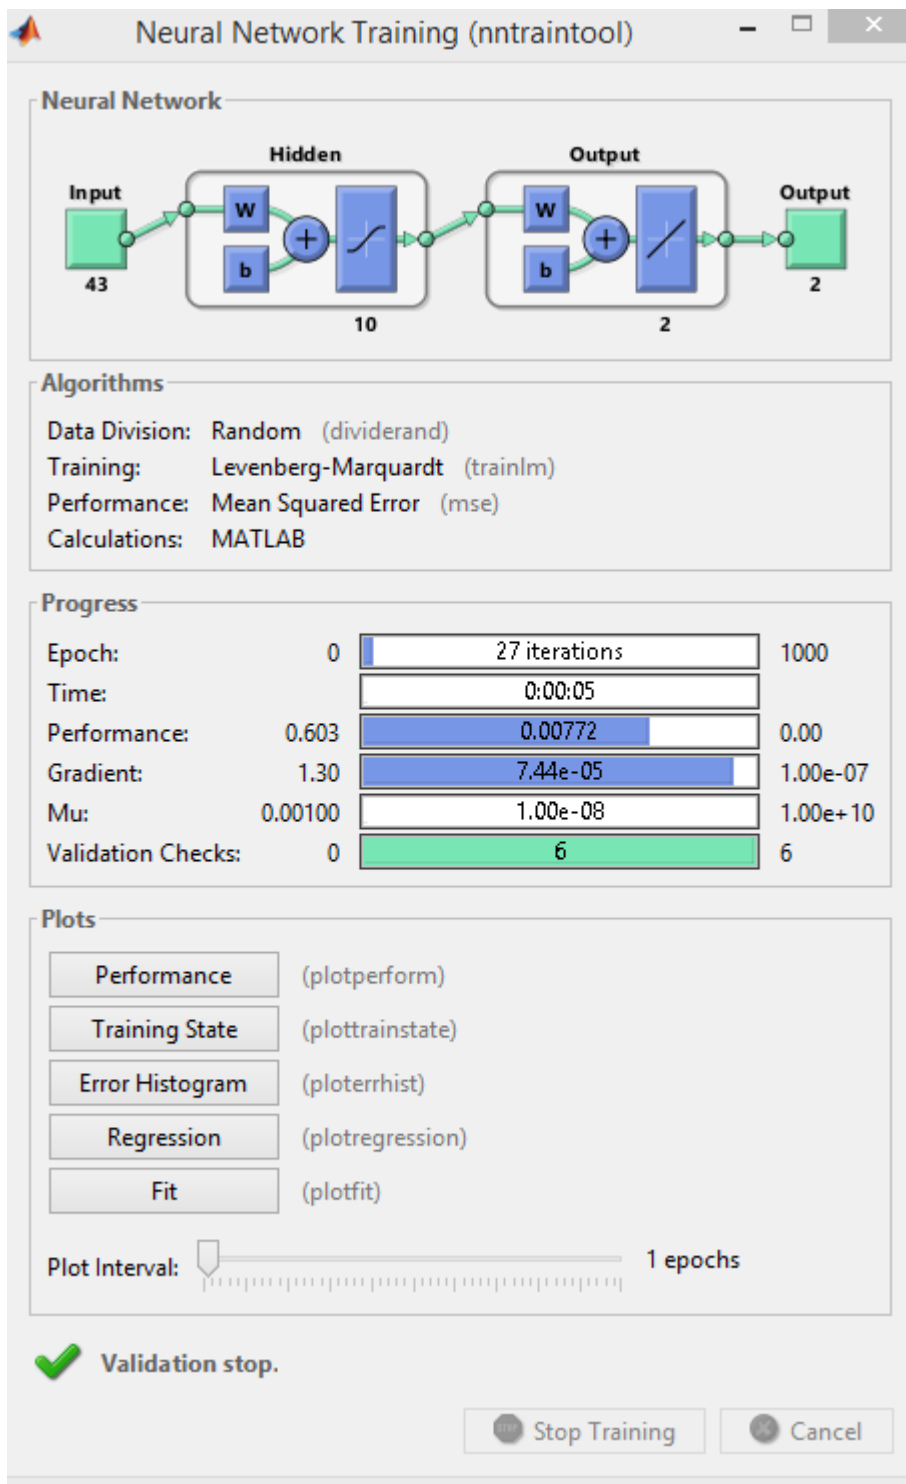 Neural Network Training (nntraintool)
Neural Network
Hidden
Output
Input
Output
W
W
+
+
b
b
43
2
10
2
Algorithms
Data Division: Random (dividerand)
Training: Levenberg-Marquardt (trainlm)
Performance: Mean Squared Error (mse)
Calculations: MATLAB
Progress
Epoch: 0 27 iterations 1000
Time: 0:00:05
Performance: 0.603 0.00772 0.00
Gradient: 1.30 7.44e-05 1.00e-07
Mu: 0.00100 1.00e-08 1.00e+10
Validation Checks: 0 6 6
Plots
Performance (plotperform)
Training State (plottrainstate)
Error Histogram (ploterrhist)
Regression (plotregression)
Fit (plotfit)
Plot Interval: 1 epochs
Validation stop.
STOP Stop Training Cancel